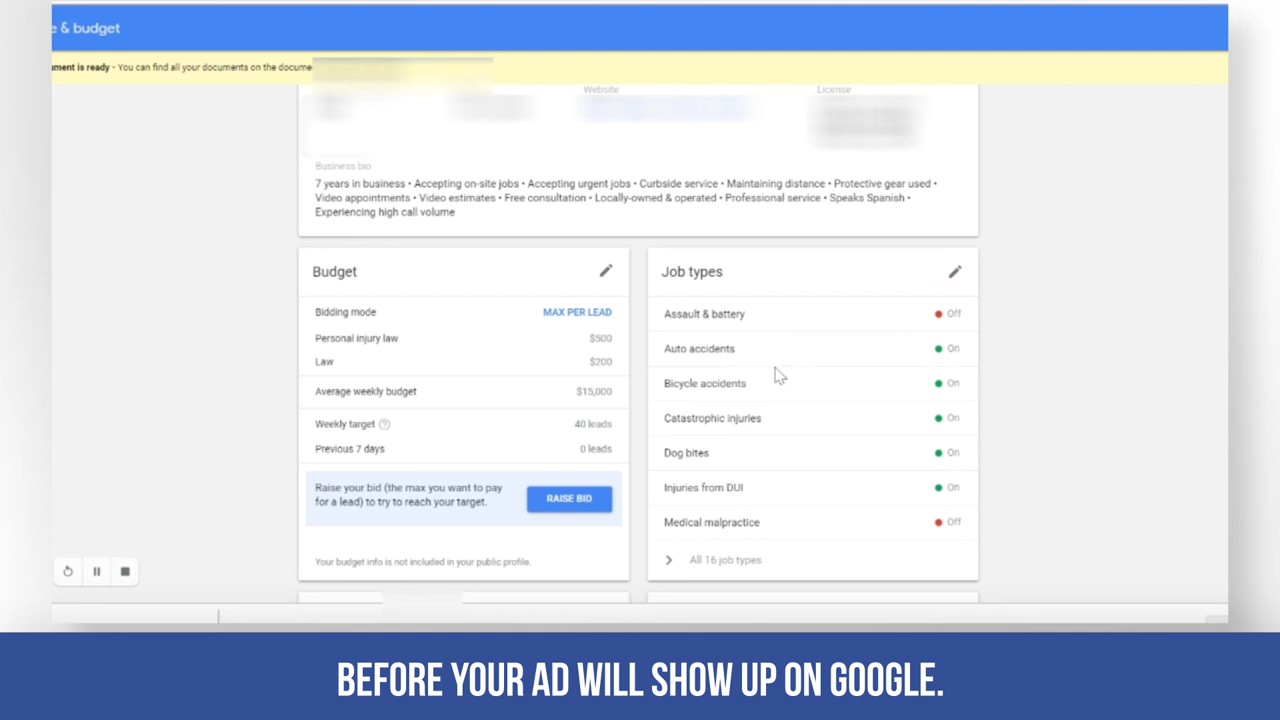 & budget
ment is ready - You can find all your documents on the docume
Website
License
Business bio
7 years in business • Accepting on-site jobs • Accepting urgent jobs • Curbside service • Maintaining distance • Protective gear used •
Video appointments • Video estimates • Free consultation • Locally-owned & operated • Professional service • Speaks Spanish •
Experiencing high call volume
Budget
Bidding mode MAX PER LEAD
Personal injury law $500
Law $200
Average weekly budget $15,000
Weekly target ? 40 leads
Previous 7 days 0 leads
Raise your bid (the max you want to pay
for a lead) to try to reach your target.
RAISE BID
Your budget info is not included in your public profile.
Job types
Assault & battery Off
Auto accidents On
Bicycle accidents On
Catastrophic injuries On
Dog bites On
Injuries from DUI On
Medical malpractice Off
All 16 job types
BEFORE YOUR AD WILL SHOW UP ON GOOGLE.